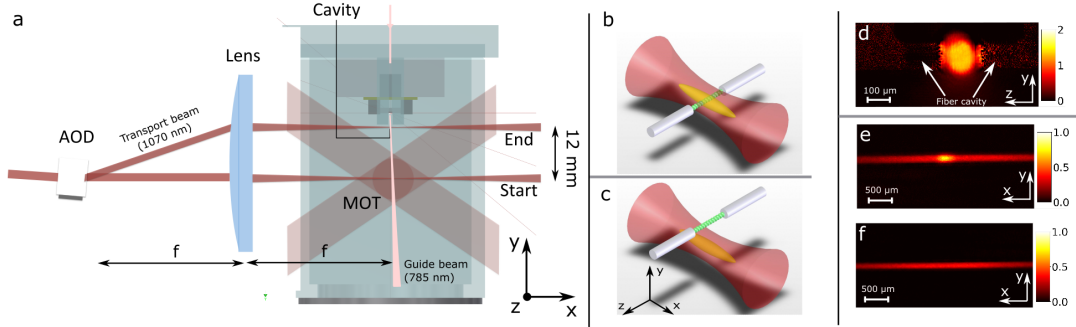 a
Cavity
Lens
AOD
Transport beam
(1070 nm)
End
12 mm
Start
MOT
f
f
Guide beam
(785 nm)
y
z
x
b
c
y
z
x
d
Fiber cavity
100 μm
y
z
2
1
0
e
500 μm
y
x
1.0
0.5
0.0
f
500 μm
y
x
1.0
0.5
0.0